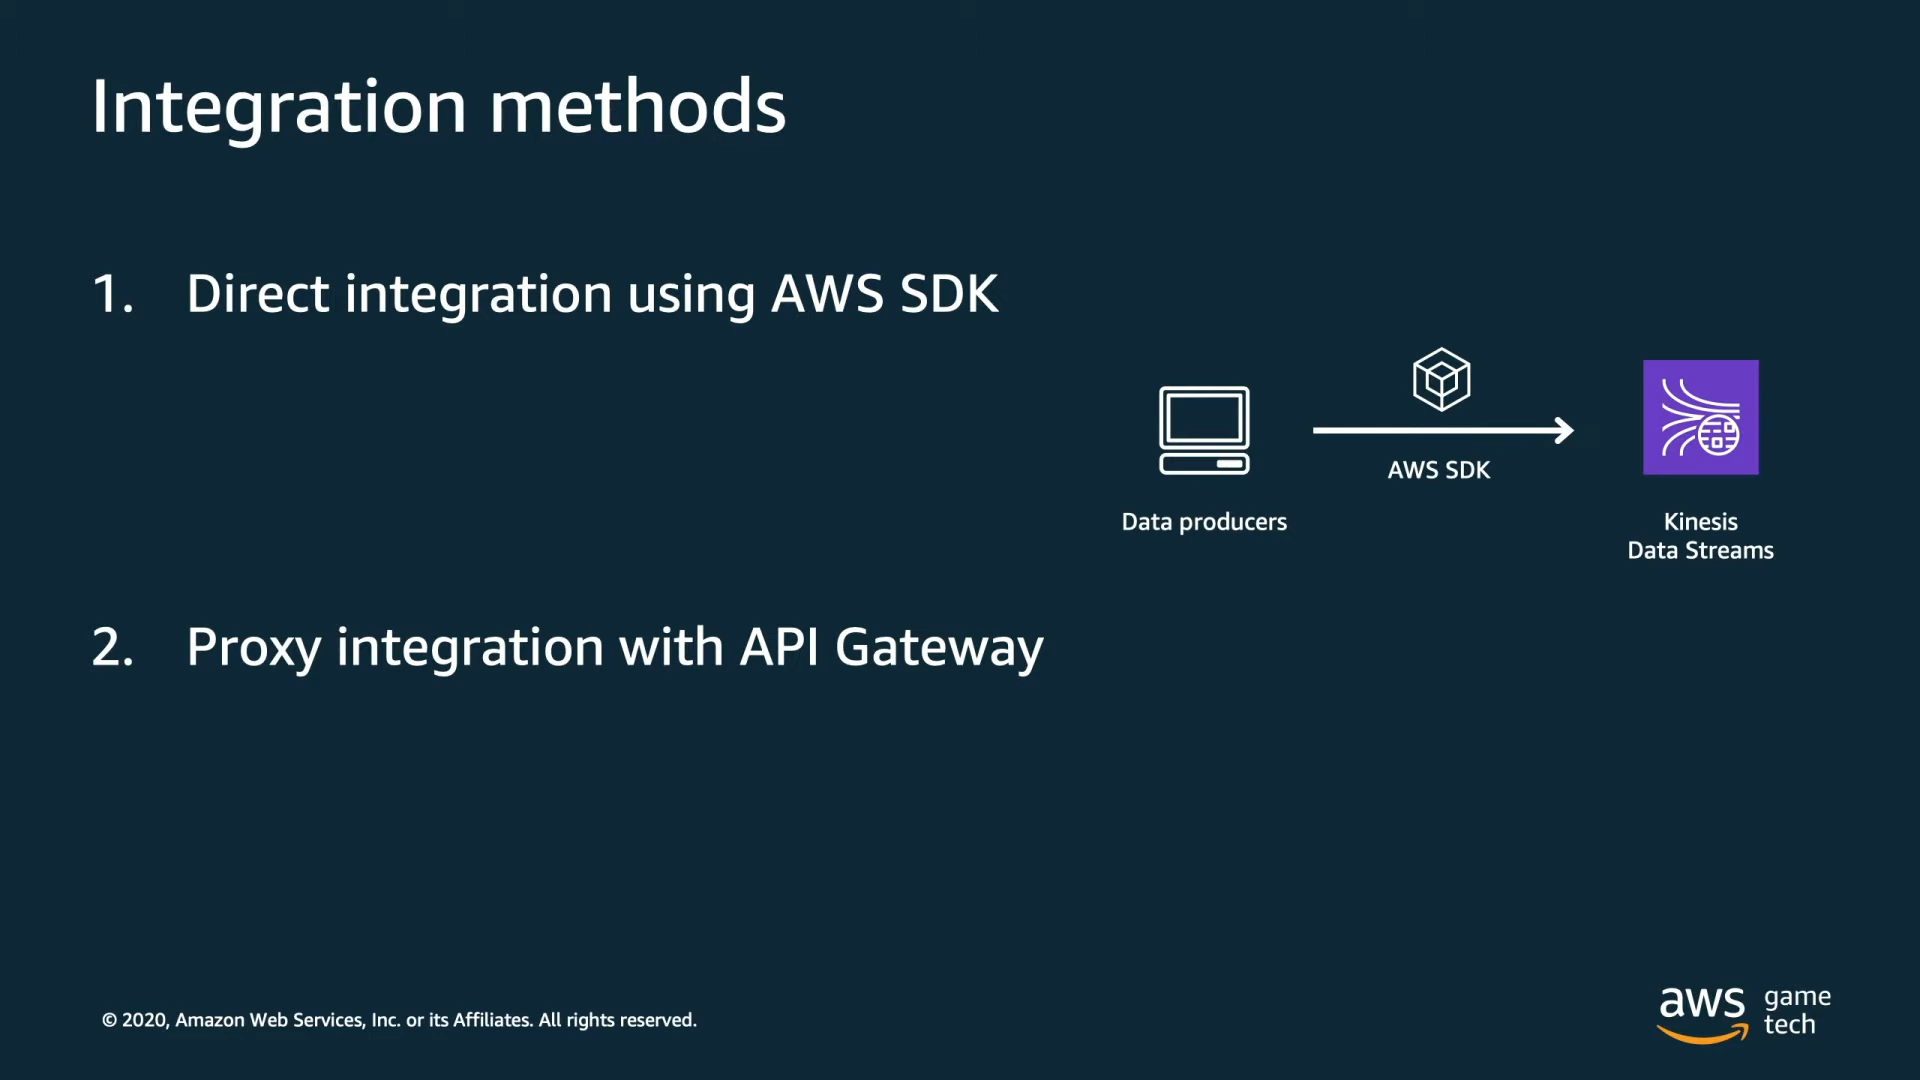 Integration methods
1. Direct integration using AWS SDK
AWS SDK
Data producers
Kinesis
Data Streams
2. Proxy integration with API Gateway
© 2020, Amazon Web Services, Inc. or its Affiliates. All rights reserved.
aws game
tech